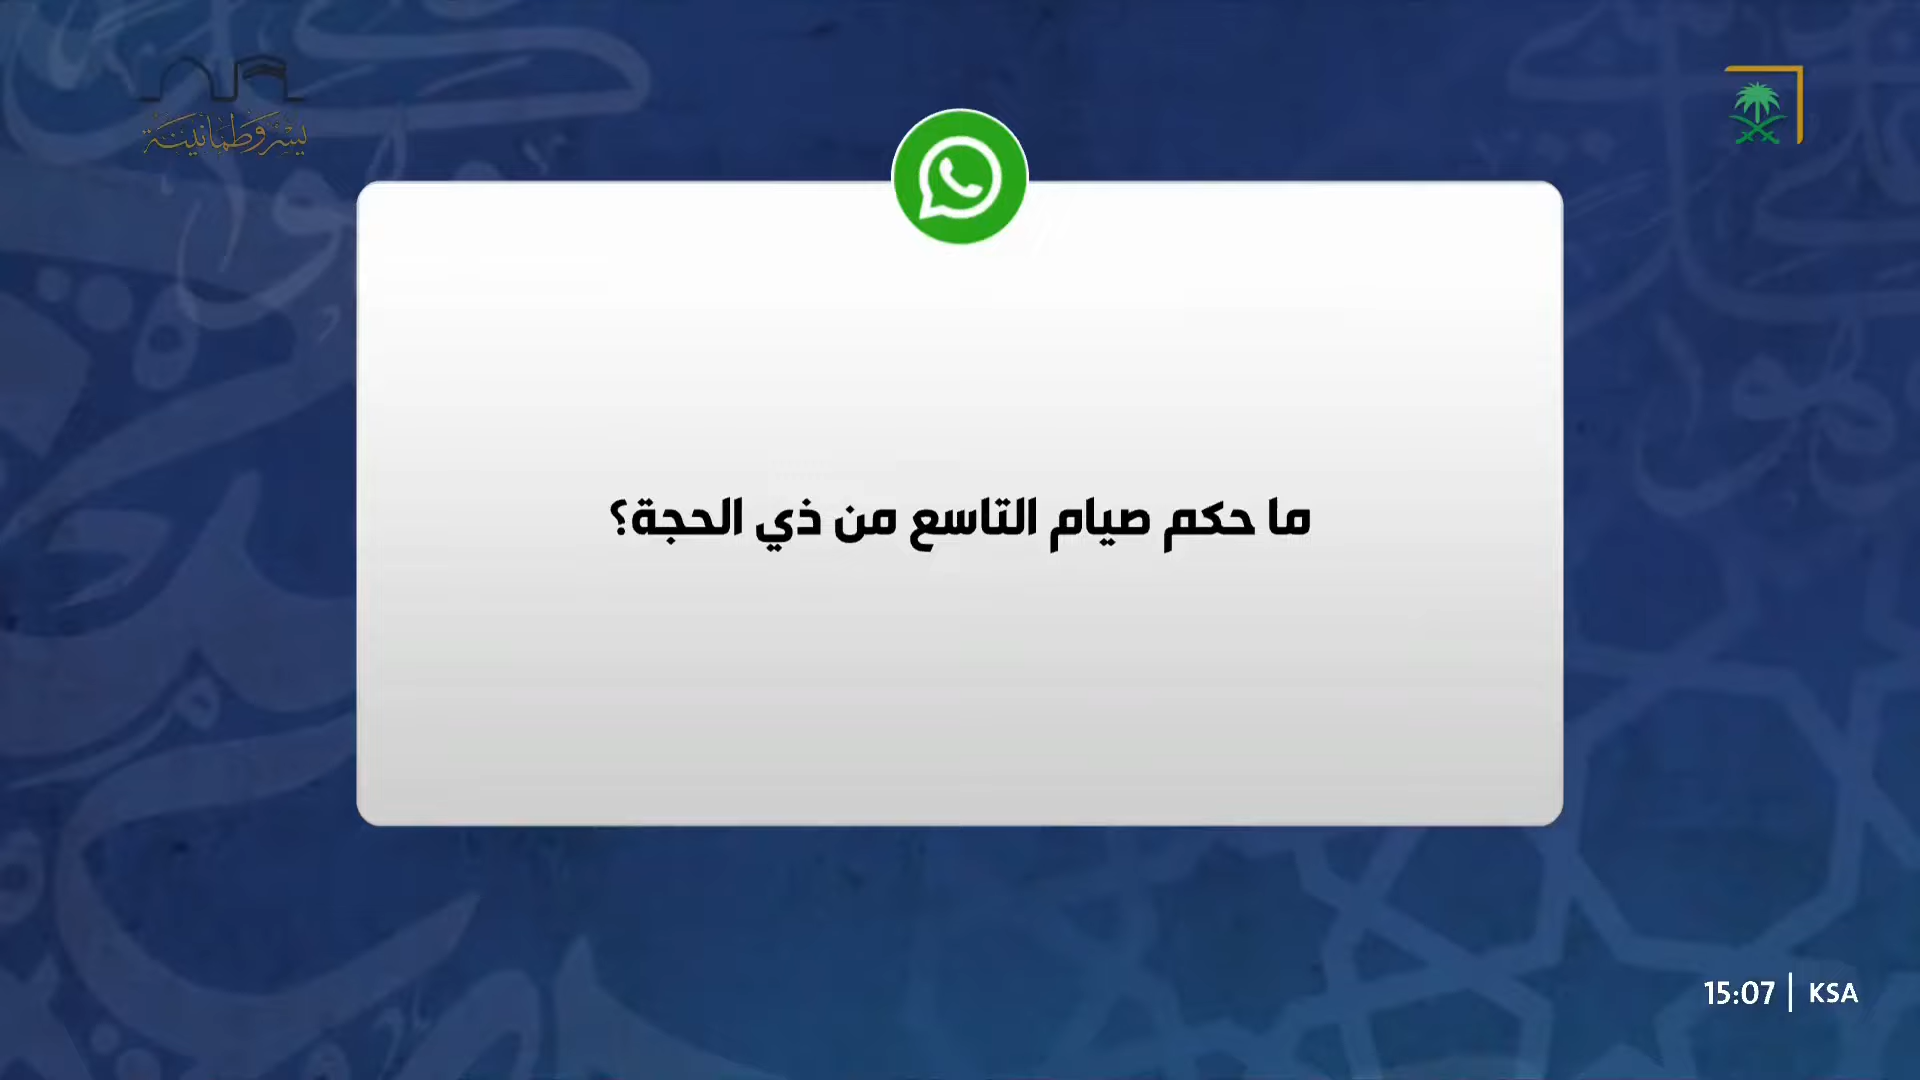 يسر وطمأنينة
ما حكم صيام التاسع من ذي الحجة؟
15:07 | KSA